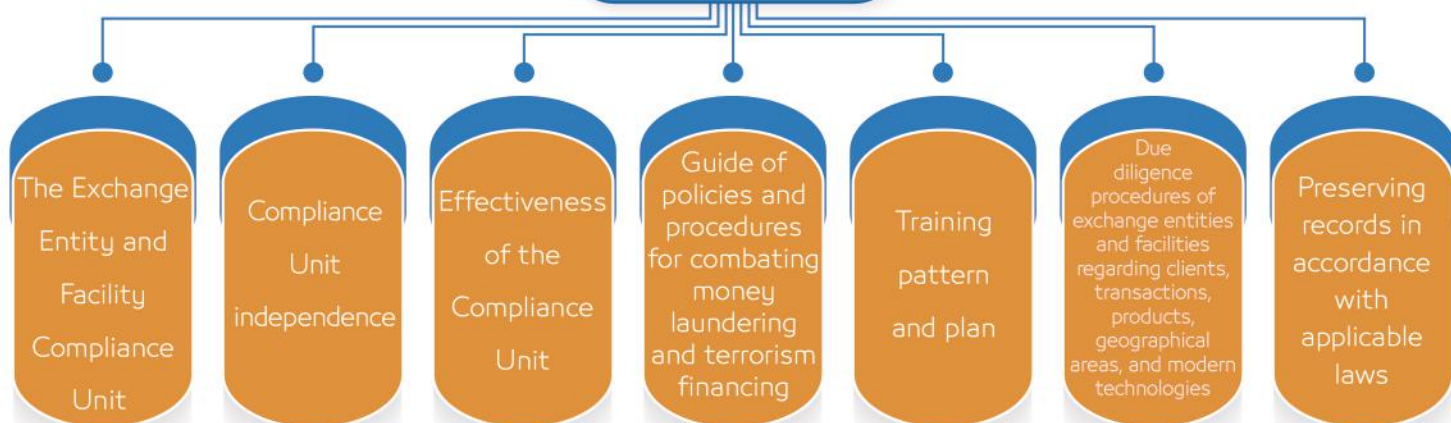 The Exchange
Entity and
Facility
Compliance
Unit
Compliance
Unit
independence
Effectiveness
of the
Compliance
Unit
Guide of
policies and
procedures
for combating
money
laundering
and terrorism
financing
Training
pattern
and plan
Due
diligence
procedures of
exchange entities
and facilities
regarding clients,
transactions,
products,
geographical
areas, and modern
technologies
Preserving
records in
accordance
with
applicable
laws